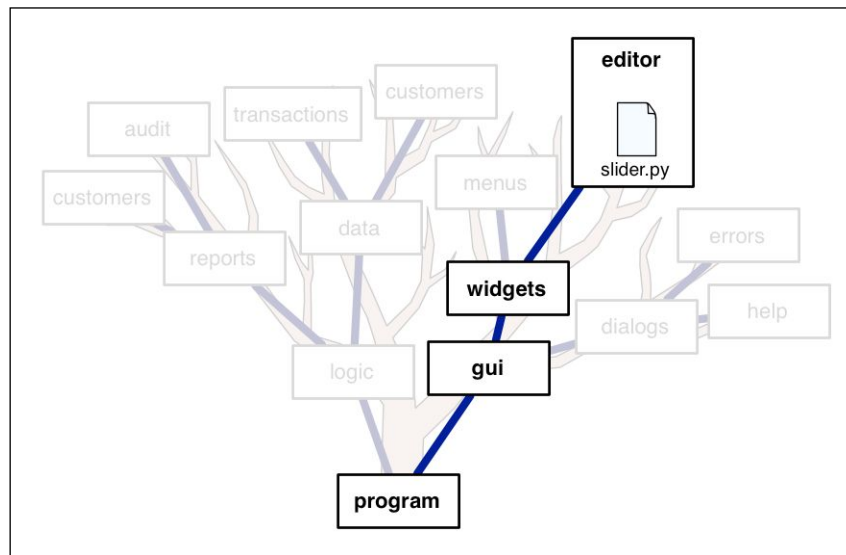 editor
slider.py
customers
transactions
audit
menus
customers
data
errors
reports
widgets
help
dialogs
gui
logic
program